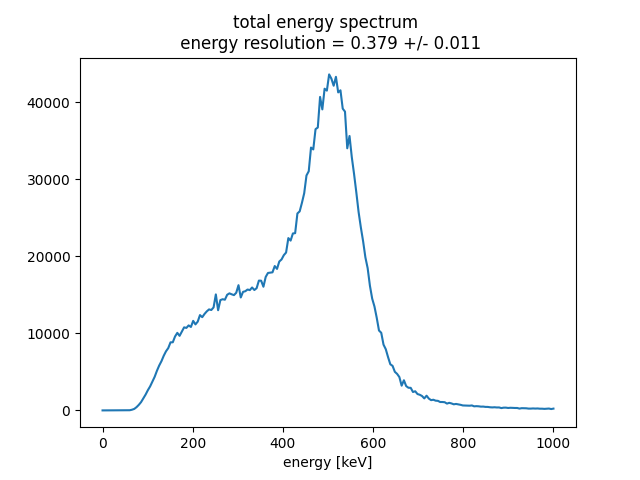 total energy spectrum
energy resolution = 0.379 +/- 0.011
40000
30000
20000
10000
0
0 200 400 600 800 1000
energy [keV]